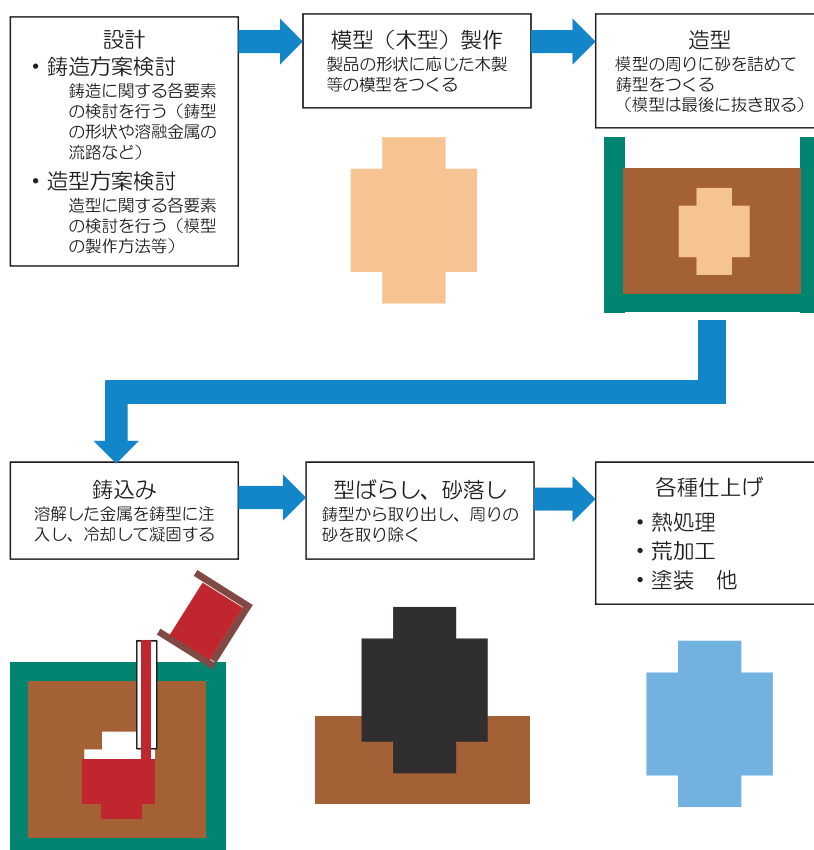 設計
・鋳造方案検討
鋳造に関する各要素
の検討を行う（鋳型
の形状や溶融金属の
流路など）
・造型方案検討
造型に関する各要素
の検討を行う（模型
の製作方法等）
模型（木型）製作
製品の形状に応じた木製
等の模型をつくる
造型
模型の周りに砂を詰めて
鋳型をつくる
（模型は最後に抜き取る）
鋳込み
溶解した金属を鋳型に注
入し、冷却して凝固する
型ばらし、砂落し
鋳型から取り出し、周りの
砂を取り除く
各種仕上げ
・熱処理
・荒加工
・塗装　他